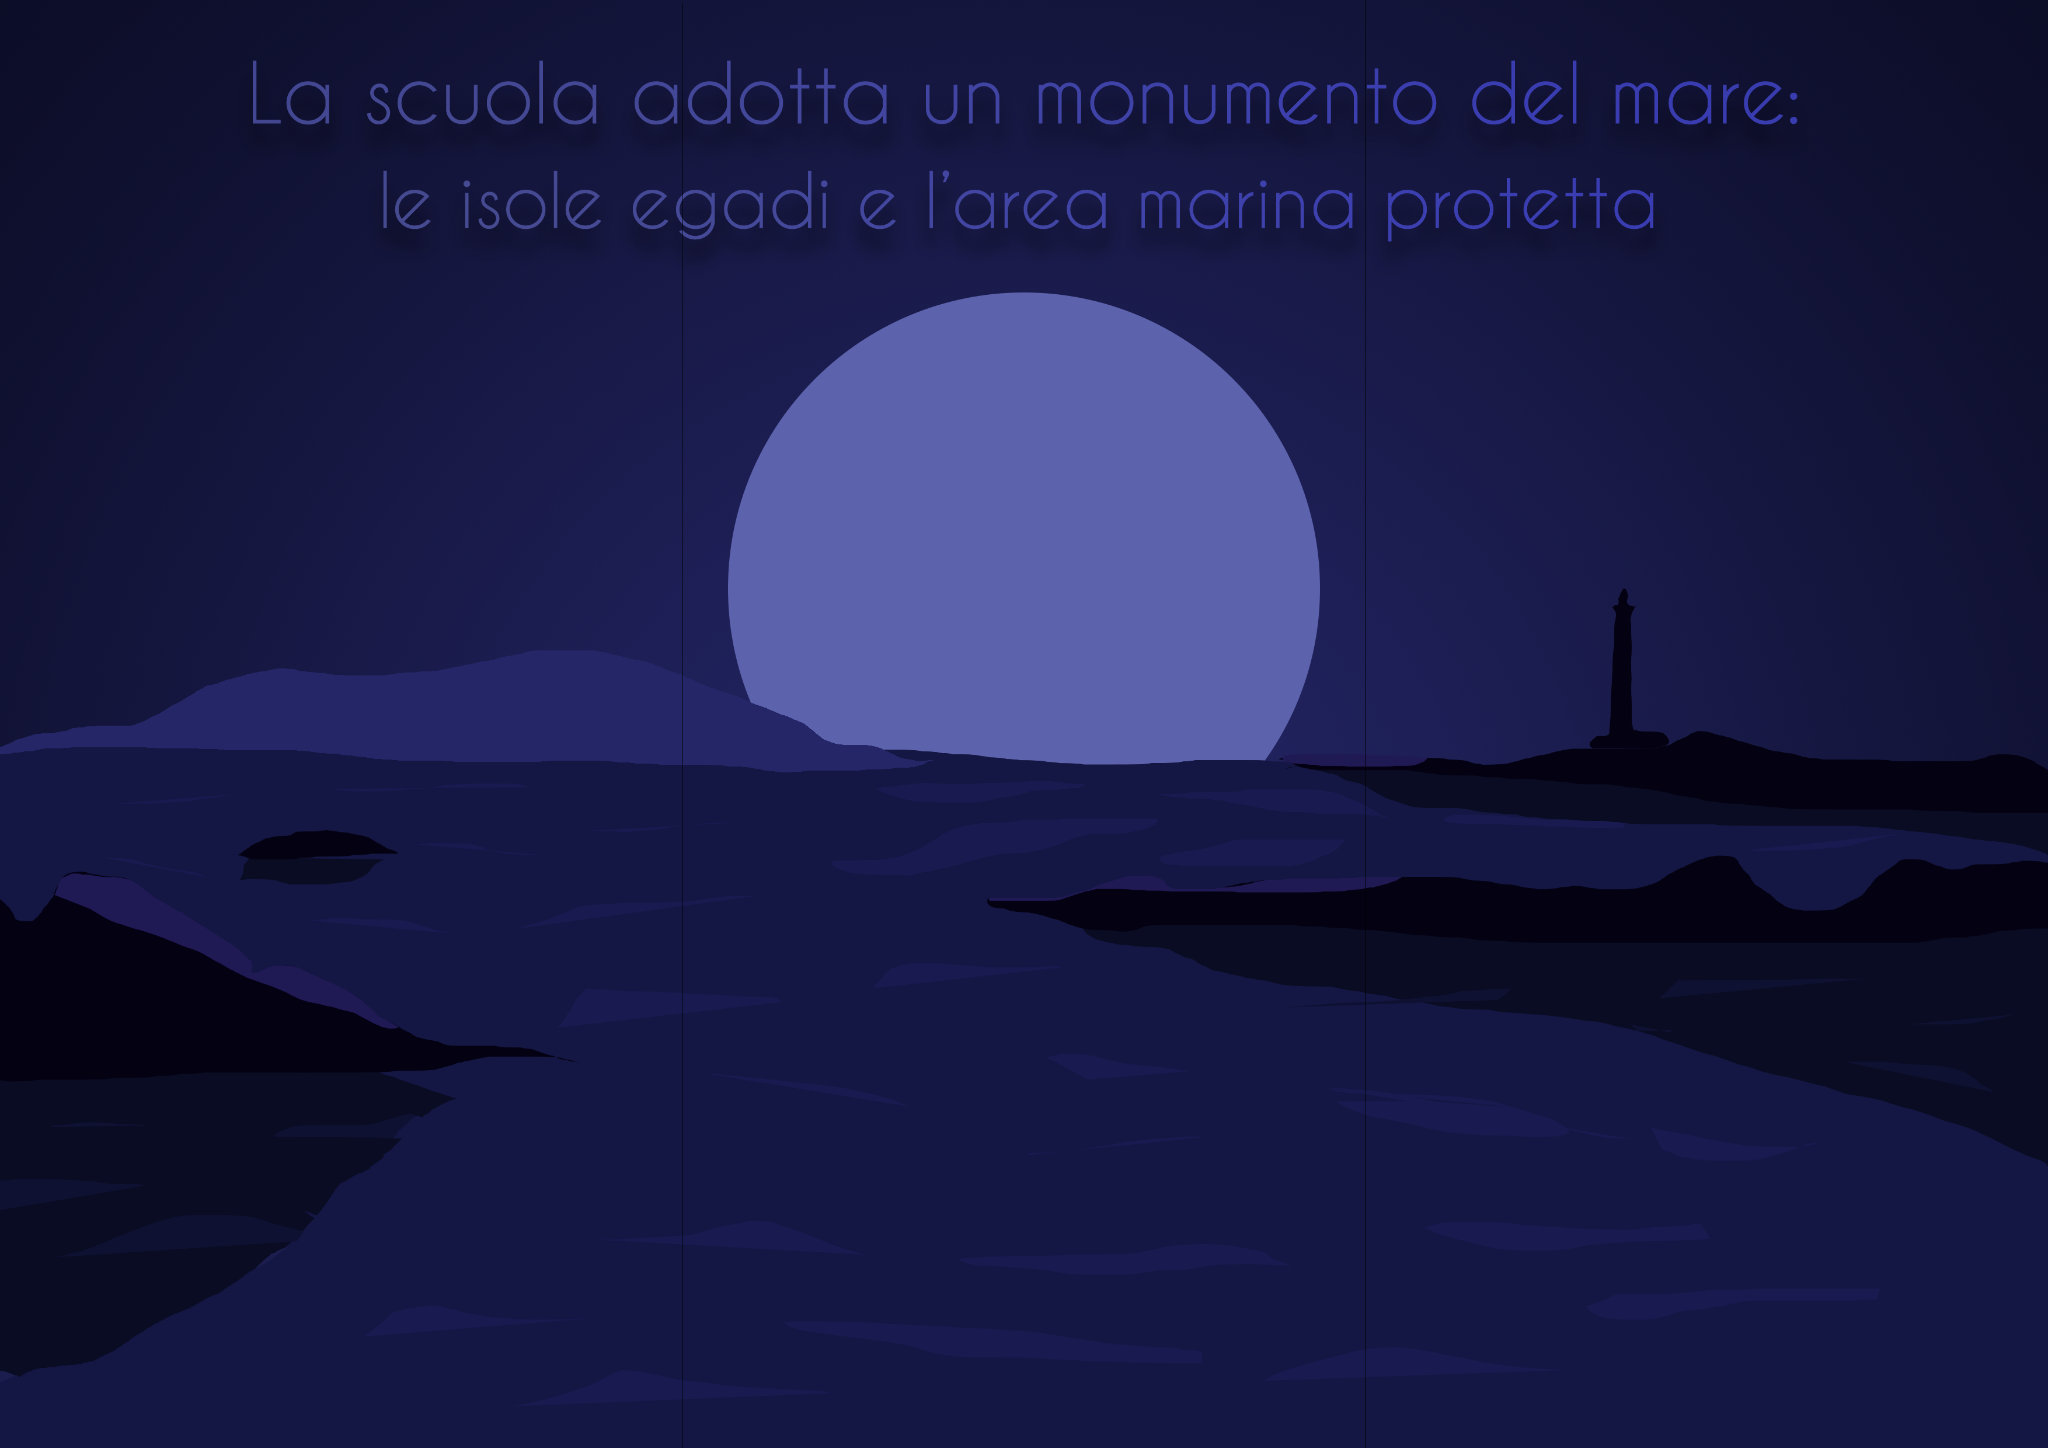 La scuola adotta un monumento del mare:
le isole egadi e l’area marina protetta